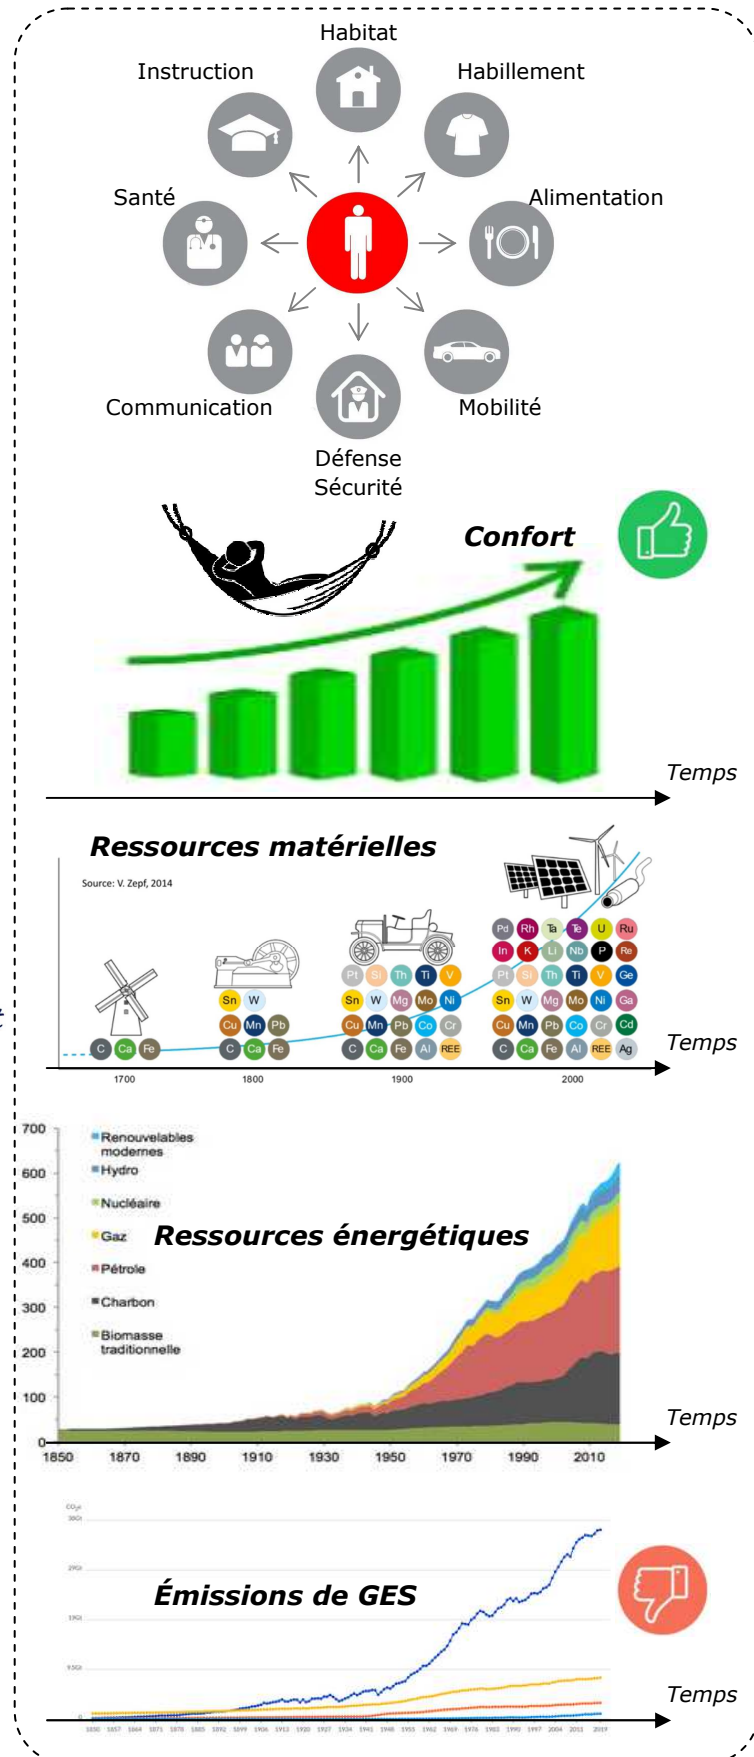 Habitat
Instruction
Habillement
Santé
Alimentation
Communication
Mobilité
Défense
Sécurité
Confort
Temps
Ressources matérielles
Source: V. Zepf, 2014
Pd Rh Ta Te U Ru
In K Li Nb P Re
Pt Si Th Ti V
Pt Si Th Ti V Ge
Sn W
Sn W Mg Mo Ni
Sn W Mg Mo Ni Ga
Cu Mn Pb
Cu Mn Pb Co Cr
Cu Mn Pb Co Cr Cd
C Ca Fe
C Ca Fe
C Ca Fe Al REE
C Ca Fe Al REE Ag
Temps
1700 1800 1900 2000
700
600
500
400
300
200
100
0
Renouvelables
modernes
Hydro
Nucléaire
Gaz
Pétrole
Charbon
Biomasse
traditionnelle
Ressources énergétiques
Temps
1850 1870 1890 1910 1930 1950 1970 1990 2010
Émissions de GES
Temps